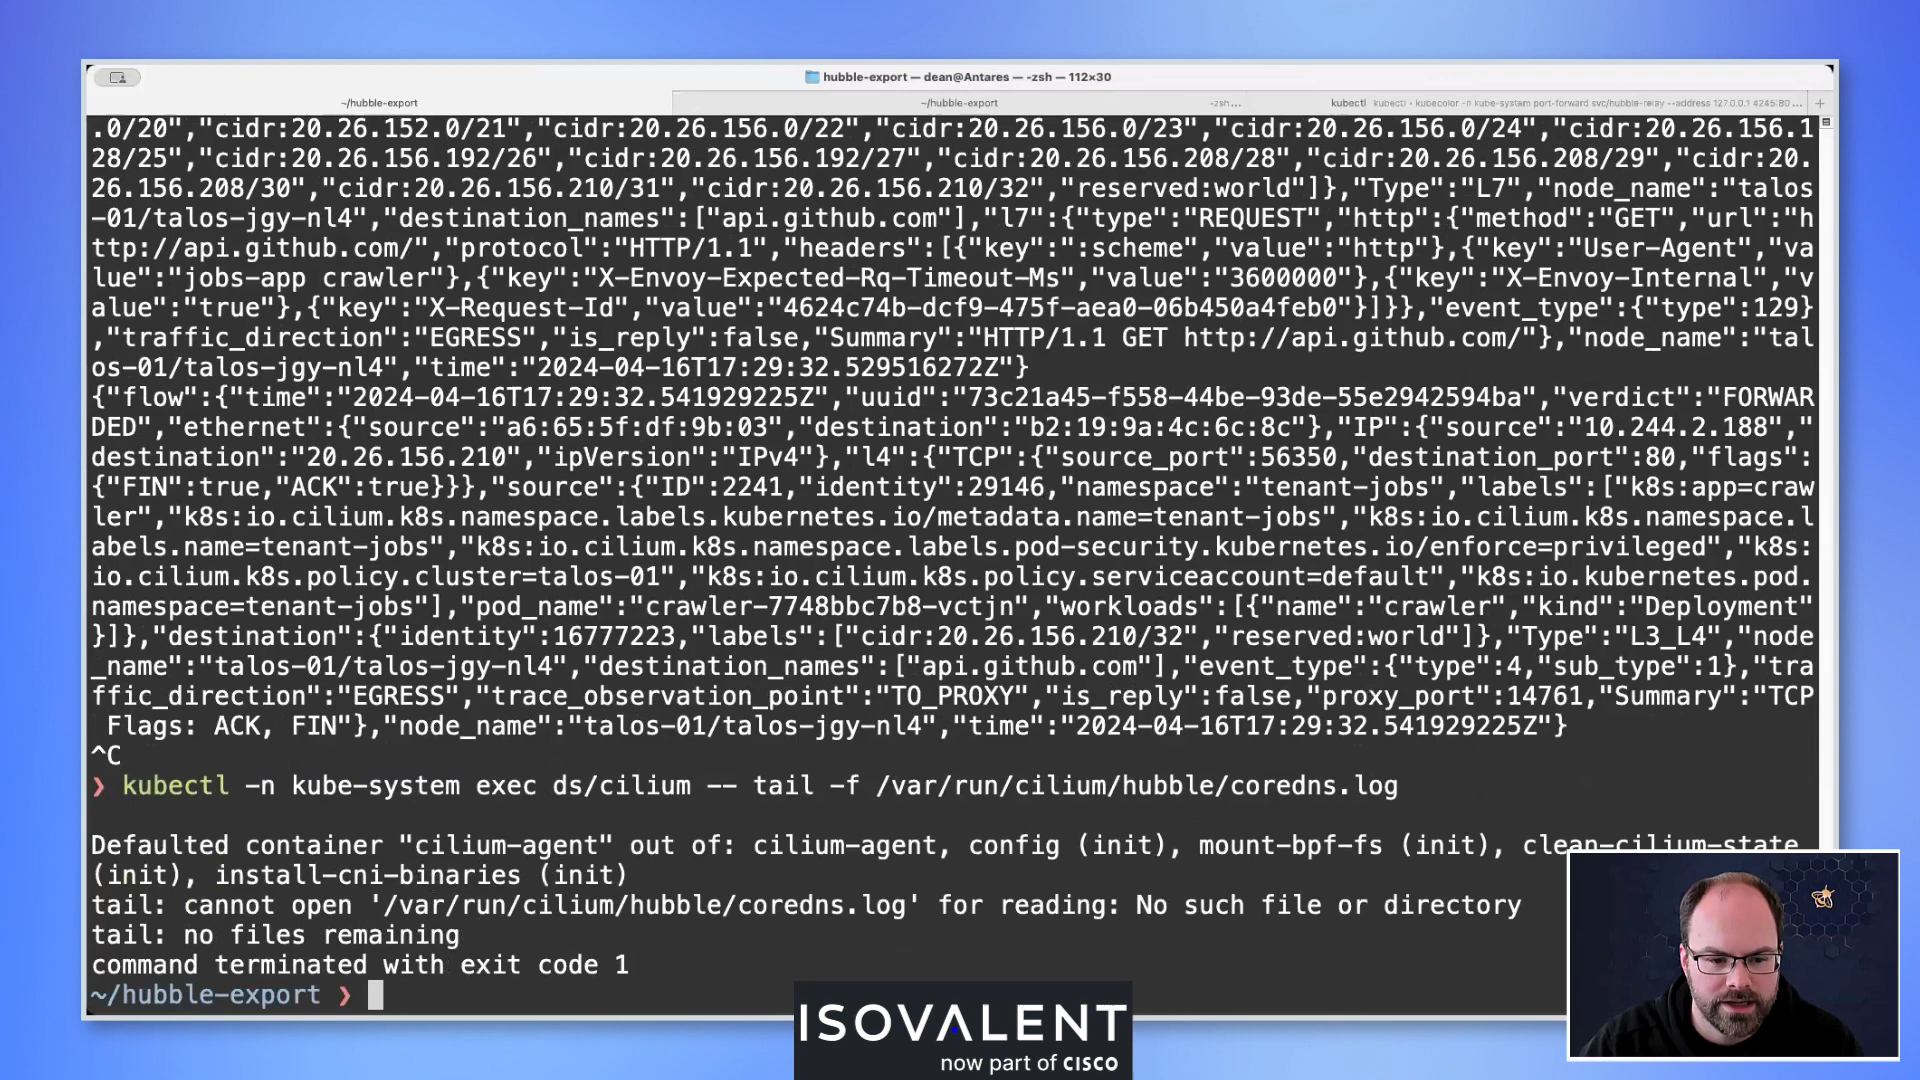 hubble-export — dean@Antares — -zsh — 112×30
~/hubble-export ~/hubble-export -zsh... kubectl kubectl • kubecolor -n kube-system port-forward svc/hubble-relay --address 127.0.0.1 4245:80 ... +
.0/20","cidr:20.26.152.0/21","cidr:20.26.156.0/22","cidr:20.26.156.0/23","cidr:20.26.156.0/24","cidr:20.26.156.1
28/25","cidr:20.26.156.192/26","cidr:20.26.156.192/27","cidr:20.26.156.208/28","cidr:20.26.156.208/29","cidr:20.
26.156.208/30","cidr:20.26.156.210/31","cidr:20.26.156.210/32","reserved:world"]},"Type":"L7","node_name":"talos
-01/talos-jgy-nl4","destination_names":["api.github.com"],"l7":{"type":"REQUEST","http":{"method":"GET","url":"h
ttp://api.github.com/","protocol":"HTTP/1.1","headers":[{"key":":scheme","value":"http"},{"key":"User-Agent","va
lue":"jobs-app crawler"},{"key":"X-Envoy-Expected-Rq-Timeout-Ms","value":"3600000"},{"key":"X-Envoy-Internal","v
alue":"true"},{"key":"X-Request-Id","value":"4624c74b-dcf9-475f-aea0-06b450a4feb0"}]}},"event_type":{"type":129}
,"traffic_direction":"EGRESS","is_reply":false,"Summary":"HTTP/1.1 GET http://api.github.com/"},"node_name":"tal
os-01/talos-jgy-nl4","time":"2024-04-16T17:29:32.529516272Z"}
{"flow":{"time":"2024-04-16T17:29:32.541929225Z","uuid":"73c21a45-f558-44be-93de-55e2942594ba","verdict":"FORWAR
DED","ethernet":{"source":"a6:65:5f:df:9b:03","destination":"b2:19:9a:4c:6c:8c"},"IP":{"source":"10.244.2.188","
destination":"20.26.156.210","ipVersion":"IPv4"},"l4":{"TCP":{"source_port":56350,"destination_port":80,"flags":
{"FIN":true,"ACK":true}}},"source":{"ID":2241,"identity":29146,"namespace":"tenant-jobs","labels":["k8s:app=craw
ler","k8s:io.cilium.k8s.namespace.labels.kubernetes.io/metadata.name=tenant-jobs","k8s:io.cilium.k8s.namespace.l
abels.name=tenant-jobs","k8s:io.cilium.k8s.namespace.labels.pod-security.kubernetes.io/enforce=privileged","k8s:
io.cilium.k8s.policy.cluster=talos-01","k8s:io.cilium.k8s.policy.serviceaccount=default","k8s:io.kubernetes.pod.
namespace=tenant-jobs"],"pod_name":"crawler-7748bbc7b8-vctjn","workloads":[{"name":"crawler","kind":"Deployment"
}]},"destination":{"identity":16777223,"labels":["cidr:20.26.156.210/32","reserved:world"]},"Type":"L3_L4","node
_name":"talos-01/talos-jgy-nl4","destination_names":["api.github.com"],"event_type":{"type":4,"sub_type":1},"tra
ffic_direction":"EGRESS","trace_observation_point":"TO_PROXY","is_reply":false,"proxy_port":14761,"Summary":"TCP
Flags: ACK, FIN"},"node_name":"talos-01/talos-jgy-nl4","time":"2024-04-16T17:29:32.541929225Z"}
^C
❯ kubectl -n kube-system exec ds/cilium -- tail -f /var/run/cilium/hubble/coredns.log
Defaulted container "cilium-agent" out of: cilium-agent, config (init), mount-bpf-fs (init), clean-cilium-state
(init), install-cni-binaries (init)
tail: cannot open '/var/run/cilium/hubble/coredns.log' for reading: No such file or directory
tail: no files remaining
command terminated with exit code 1
~/hubble-export ❯
ISOVALENT
now part of CISCO